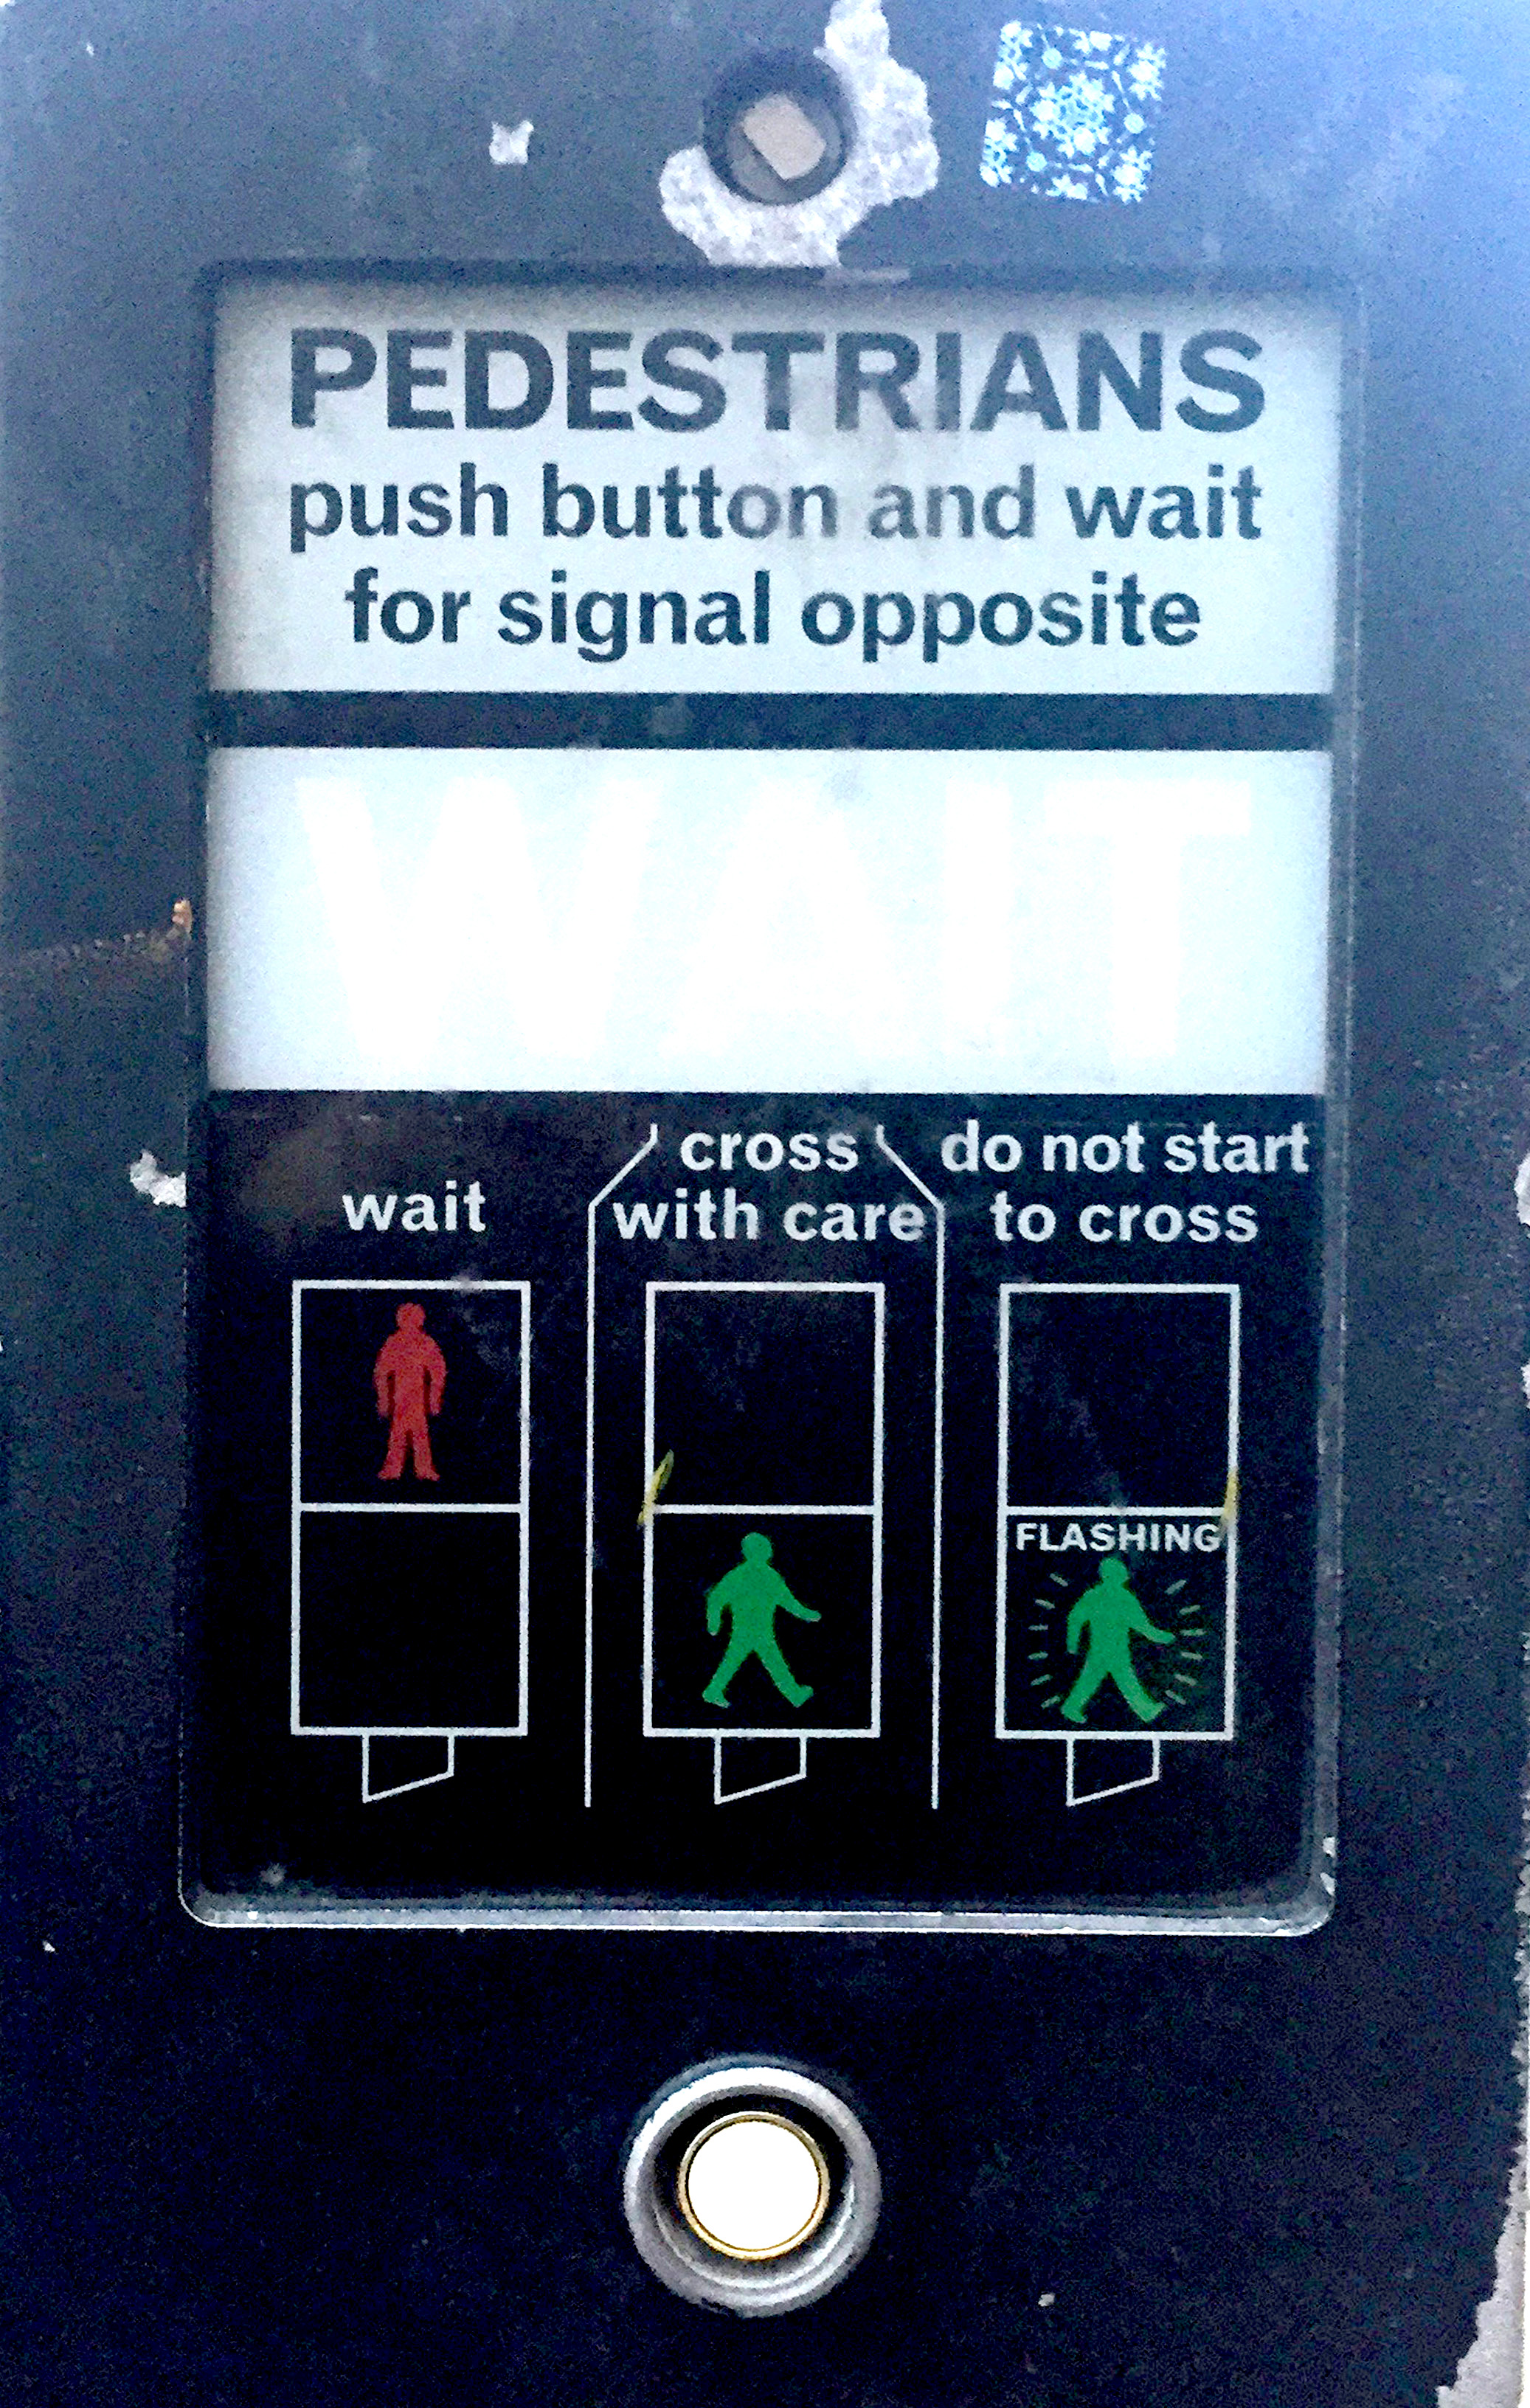 PEDESTRIANS
push button and wait
for signal opposite
WAIT
wait
cross
with care
do not start
to cross
FLASHING